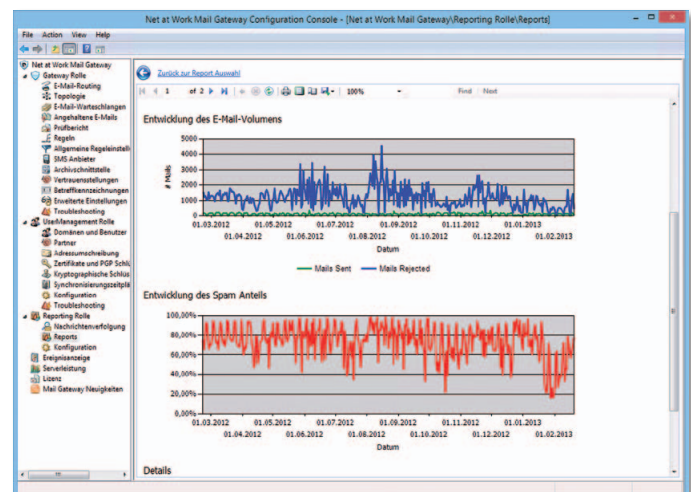 Net at Work Mail Gateway Configuration Console - [Net at Work Mail Gateway\Reporting Rolle\Reports]
File Action View Help
Net at Work Mail Gateway
Gateway Rolle
E-Mail-Routing
Topologie
E-Mail-Warteschlangen
Angehaltene E-Mails
Prüfbericht
Regeln
Allgemeine Regeleinstell
SMS Anbieter
Archivschnittstelle
Vertrauensstellungen
Betreffkennzeichnungen
Erweiterte Einstellungen
Troubleshooting
UserManagement Rolle
Domänen und Benutzer
Partner
Adressumschreibung
Zertifikate und PGP Schlü
Kryptographische Schlüs
Synchronisierungszeitplä
Konfiguration
Troubleshooting
Reporting Rolle
Nachrichtenverfolgung
Reports
Konfiguration
Ereignisanzeige
Serverleistung
Lizenz
Mail Gateway Neuigkeiten
Zurück zur Report Auswahl
1 of 2 100% Find Next
Entwicklung des E-Mail-Volumens
# Mails
5000
4000
3000
2000
1000
0
01.03.2012 01.05.2012 01.07.2012 01.09.2012 01.11.2012 01.01.2013
01.04.2012 01.06.2012 01.08.2012 01.10.2012 01.12.2012 01.02.2013
Datum
Mails Sent Mails Rejected
Entwicklung des Spam Anteils
100,00%
80,00%
60,00%
40,00%
20,00%
0,00%
01.03.2012 01.05.2012 01.07.2012 01.09.2012 01.11.2012 01.01.2013
01.04.2012 01.06.2012 01.08.2012 01.10.2012 01.12.2012 01.02.2013
Datum
Details